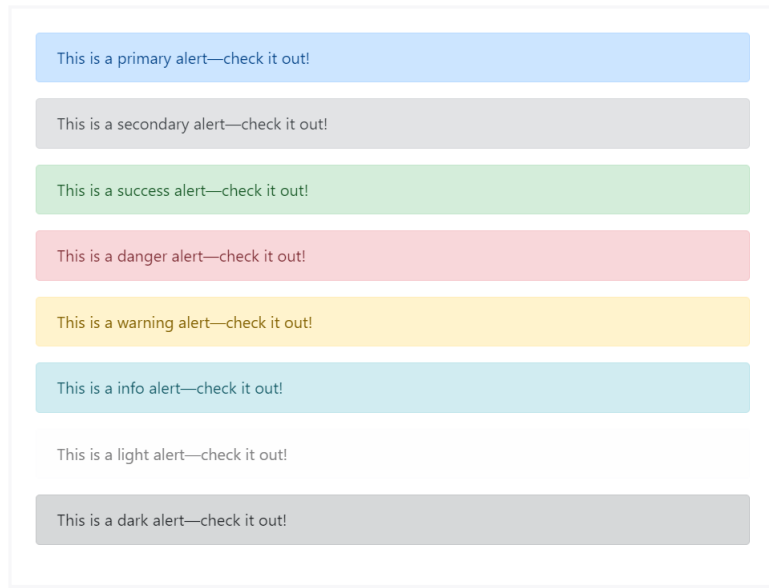 This is a primary alert—check it out!
This is a secondary alert—check it out!
This is a success alert—check it out!
This is a danger alert—check it out!
This is a warning alert—check it out!
This is a info alert—check it out!
This is a light alert—check it out!
This is a dark alert—check it out!